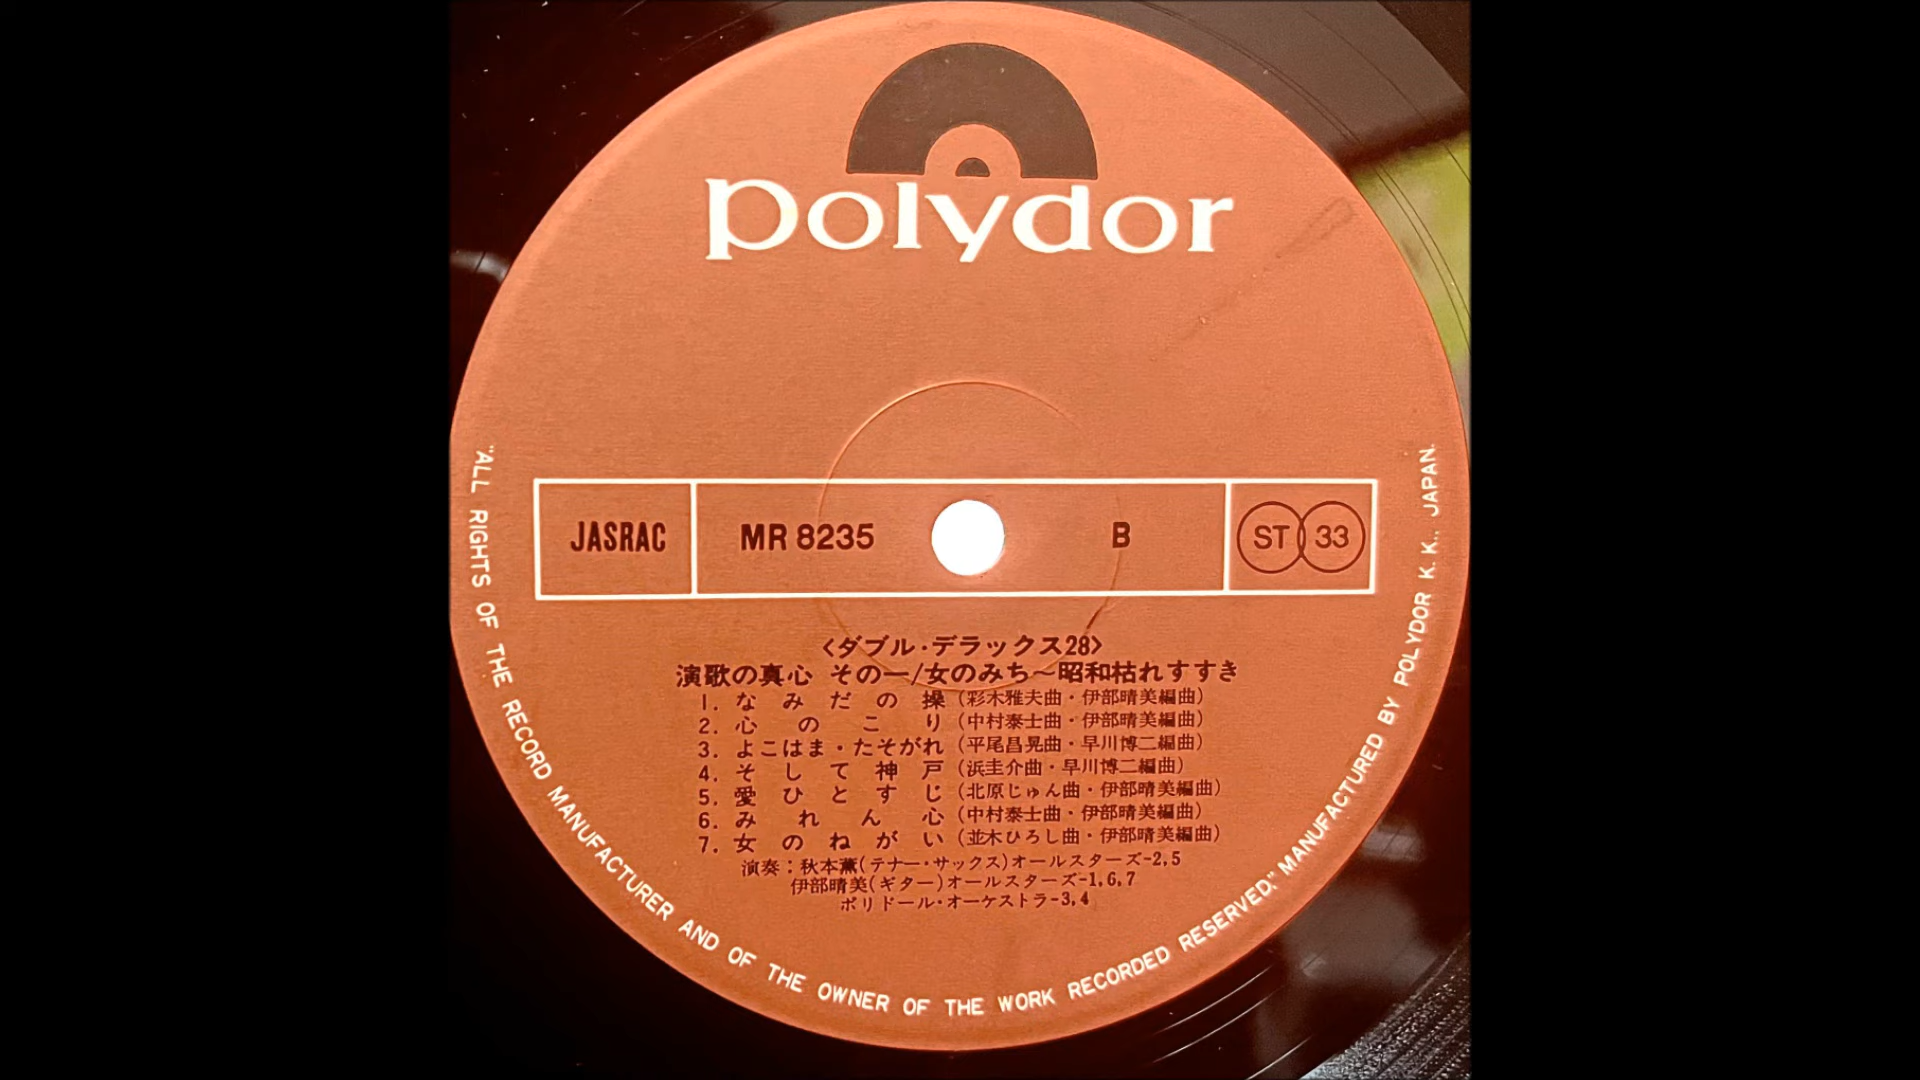 polydor
JASRAC
MR 8235
B
ST 33
〈ダブル・デラックス28〉
演歌の真心 その一/女のみち～昭和枯れすすき
1. なみだの操 (彩木雅夫曲・伊部晴美編曲)
2. 心のこり (中村泰士曲・伊部晴美編曲)
3. よこはま・たそがれ (平尾昌晃曲・早川博二編曲)
4. そして神戸 (浜圭介曲・早川博二編曲)
5. 愛ひとすじ (北原じゅん曲・伊部晴美編曲)
6. みれん心 (中村泰士曲・伊部晴美編曲)
7. 女のねがい (並木ひろし曲・伊部晴美編曲)
演奏：秋本薫(テナー・サックス)オールスターズ-2,5
伊部晴美(ギター)オールスターズ-1,6,7
ポリドール・オーケストラ-3,4
"ALL RIGHTS OF THE RECORD MANUFACTURER AND OF THE OWNER OF THE WORK RECORDED RESERVED." MANUFACTURED BY POLYDOR K. K., JAPAN.